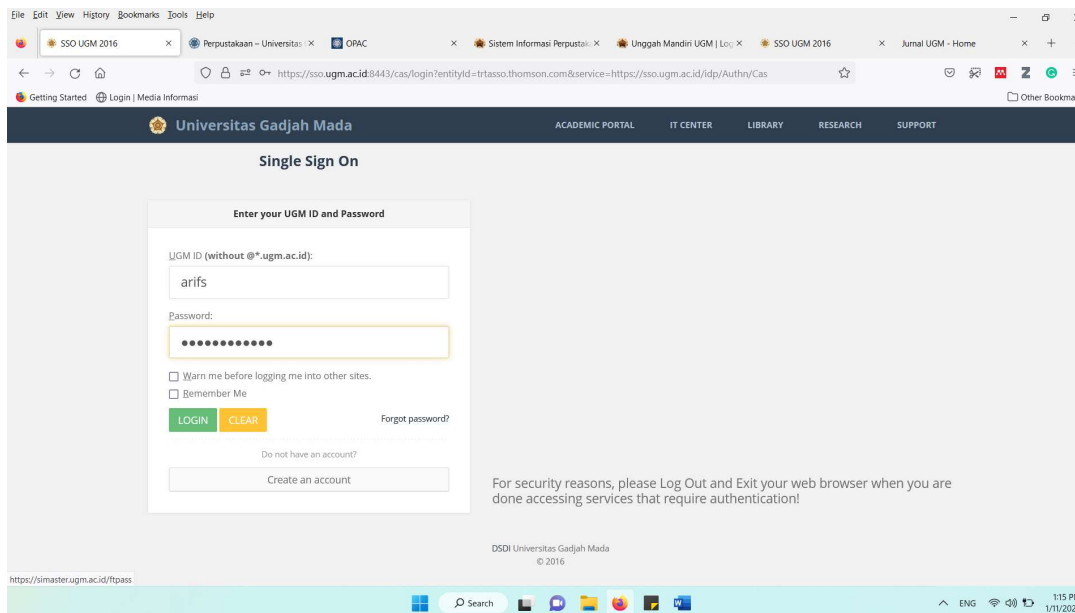 File Edit View History Bookmarks Tools Help
SSO UGM 2016 Perpustakaan – Universitas OPAC Sistem Informasi Perpustak Unggah Mandiri UGM | Log SSO UGM 2016 Jurnal UGM - Home
https://sso.ugm.ac.id:8443/cas/login?entityId=trtasso.thomson.com&service=https://sso.ugm.ac.id/idp/Authn/Cas
Getting Started Login | Media Informasi Other Bookma
Universitas Gadjah Mada ACADEMIC PORTAL IT CENTER LIBRARY RESEARCH SUPPORT
Single Sign On
Enter your UGM ID and Password
UGM ID (without @*.ugm.ac.id):
arifs
Password:
••••••••••••
Warn me before logging me into other sites.
Remember Me
LOGIN CLEAR Forgot password?
Do not have an account?
Create an account
For security reasons, please Log Out and Exit your web browser when you are
done accessing services that require authentication!
DSDI Universitas Gadjah Mada
© 2016
https://simaster.ugm.ac.id/ftpass
Search ENG 1:15 P
1/11/202